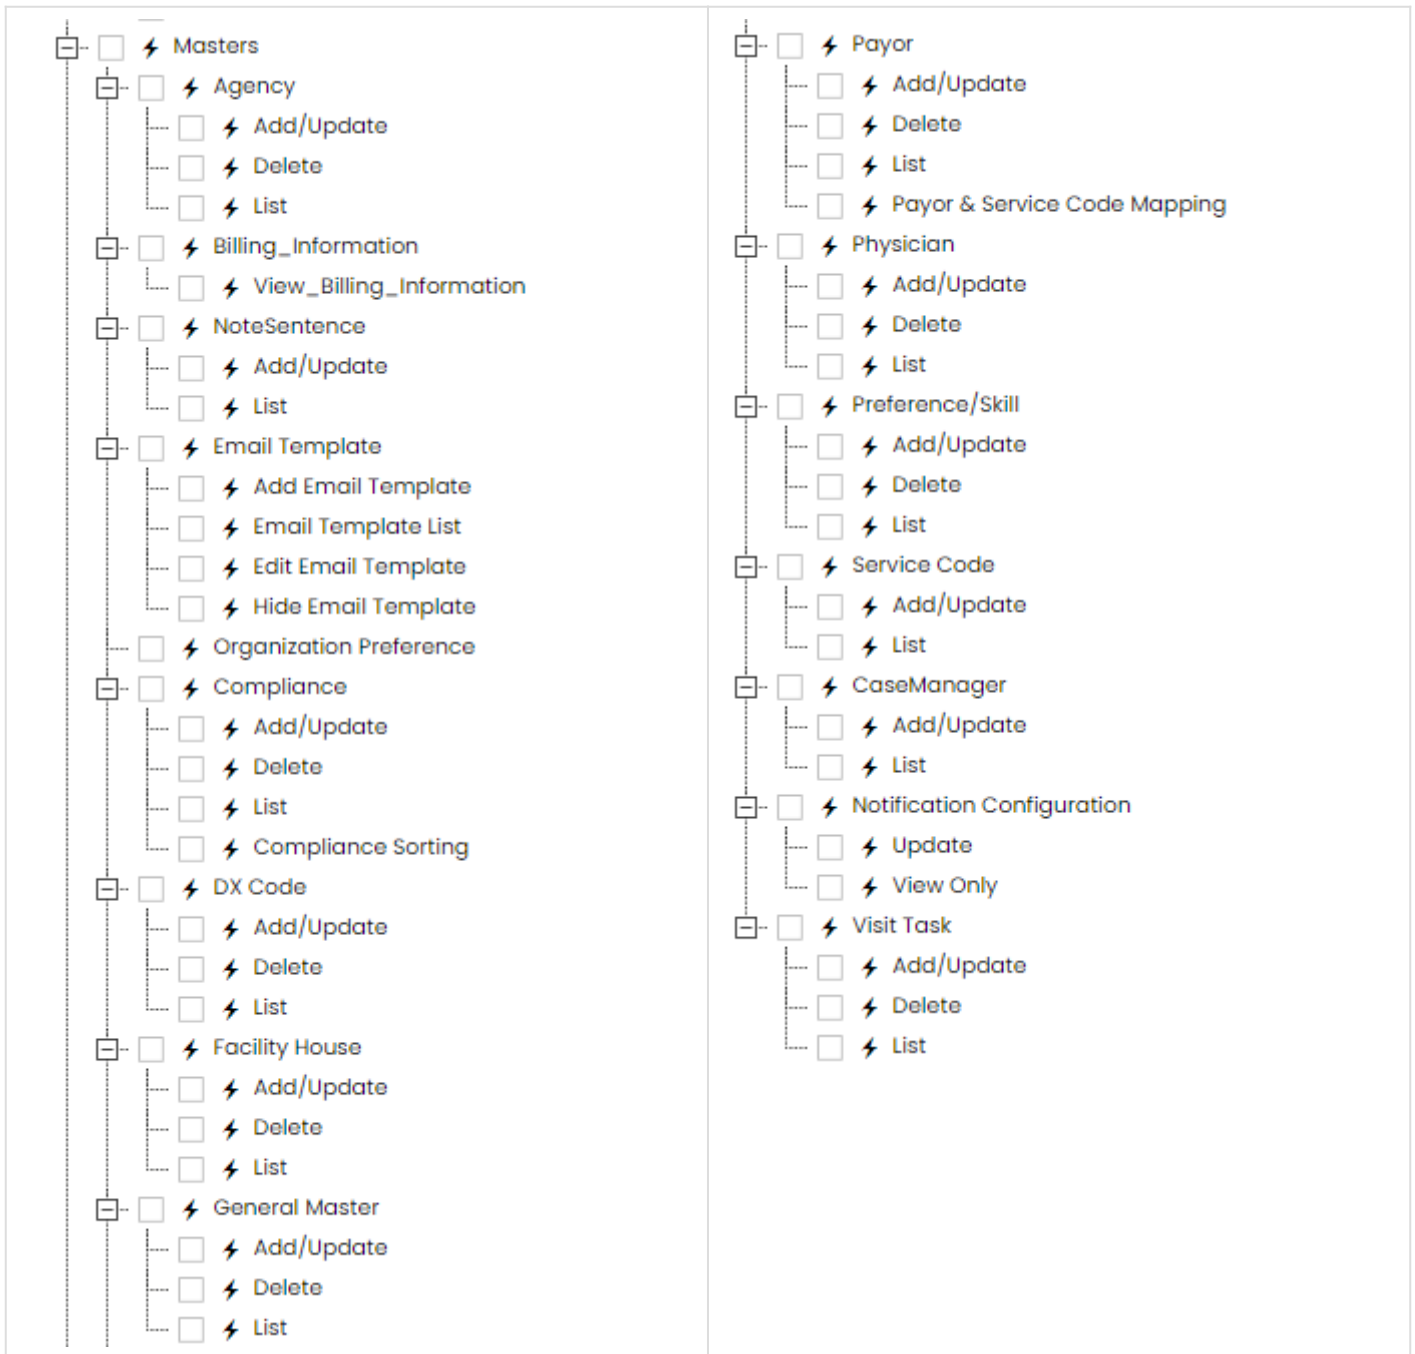 Masters
Agency
Add/Update
Delete
List
Billing_Information
View_Billing_Information
NoteSentence
Add/Update
List
Email Template
Add Email Template
Email Template List
Edit Email Template
Hide Email Template
Organization Preference
Compliance
Add/Update
Delete
List
Compliance Sorting
DX Code
Add/Update
Delete
List
Facility House
Add/Update
Delete
List
General Master
Add/Update
Delete
List
Payor
Add/Update
Delete
List
Payor & Service Code Mapping
Physician
Add/Update
Delete
List
Preference/Skill
Add/Update
Delete
List
Service Code
Add/Update
List
CaseManager
Add/Update
List
Notification Configuration
Update
View Only
Visit Task
Add/Update
Delete
List